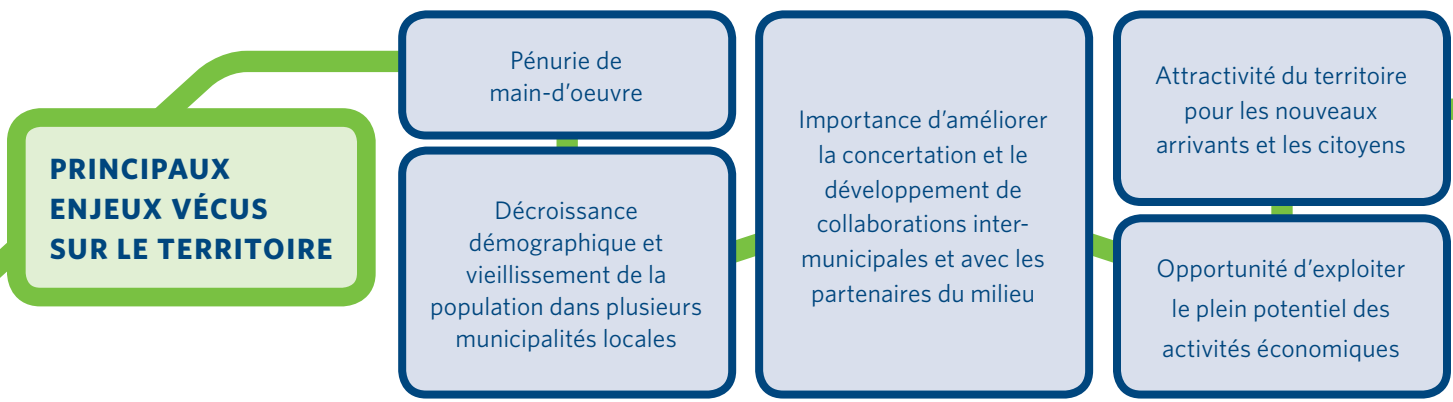 PRINCIPAUX
ENJEUX VÉCUS
SUR LE TERRITOIRE
Pénurie de
main-d'oeuvre
Décroissance
démographique et
vieillissement de la
population dans plusieurs
municipalités locales
Importance d'améliorer
la concertation et le
développement de
collaborations inter-
municipales et avec les
partenaires du milieu
Attractivité du territoire
pour les nouveaux
arrivants et les citoyens
Opportunité d'exploiter
le plein potentiel des
activités économiques